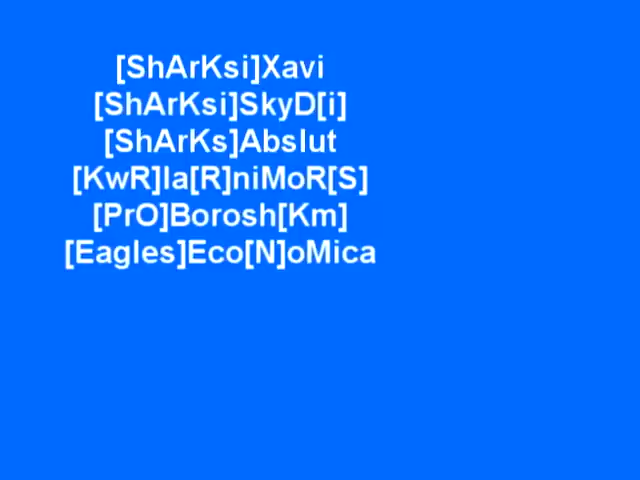 [ShArKsi]Xavi
[ShArKsi]SkyD[i]
[ShArKs]Abslut
[KwR]la[R]niMoR[S]
[PrO]Borosh[Km]
[Eagles]Eco[N]oMica